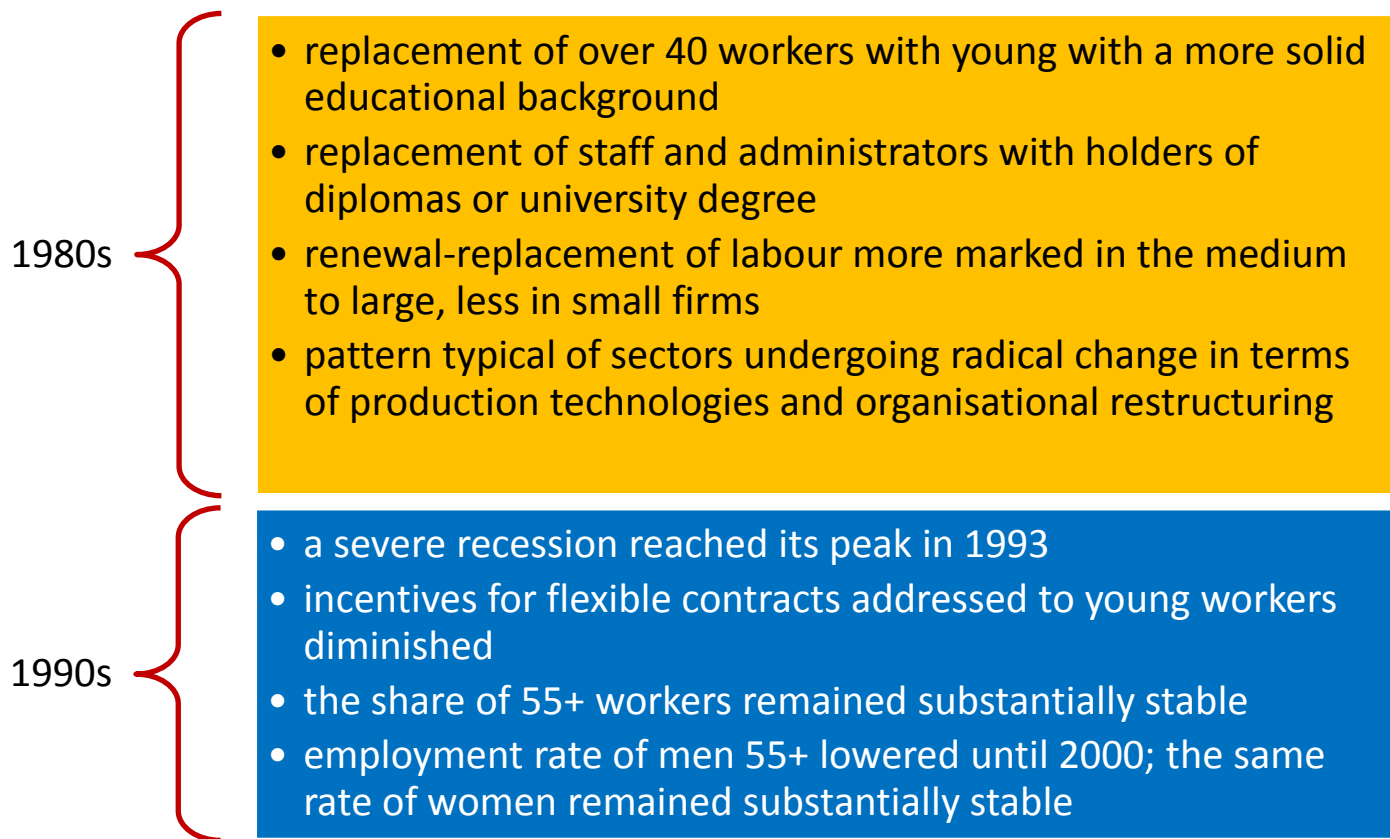 • replacement of over 40 workers with young with a more solid
educational background
• replacement of staff and administrators with holders of
diplomas or university degree
1980s
• renewal-replacement of labour more marked in the medium
to large, less in small firms
• pattern typical of sectors undergoing radical change in terms
of production technologies and organisational restructuring
• a severe recession reached its peak in 1993
• incentives for flexible contracts addressed to young workers
diminished
1990s
• the share of 55+ workers remained substantially stable
• employment rate of men 55+ lowered until 2000; the same
rate of women remained substantially stable